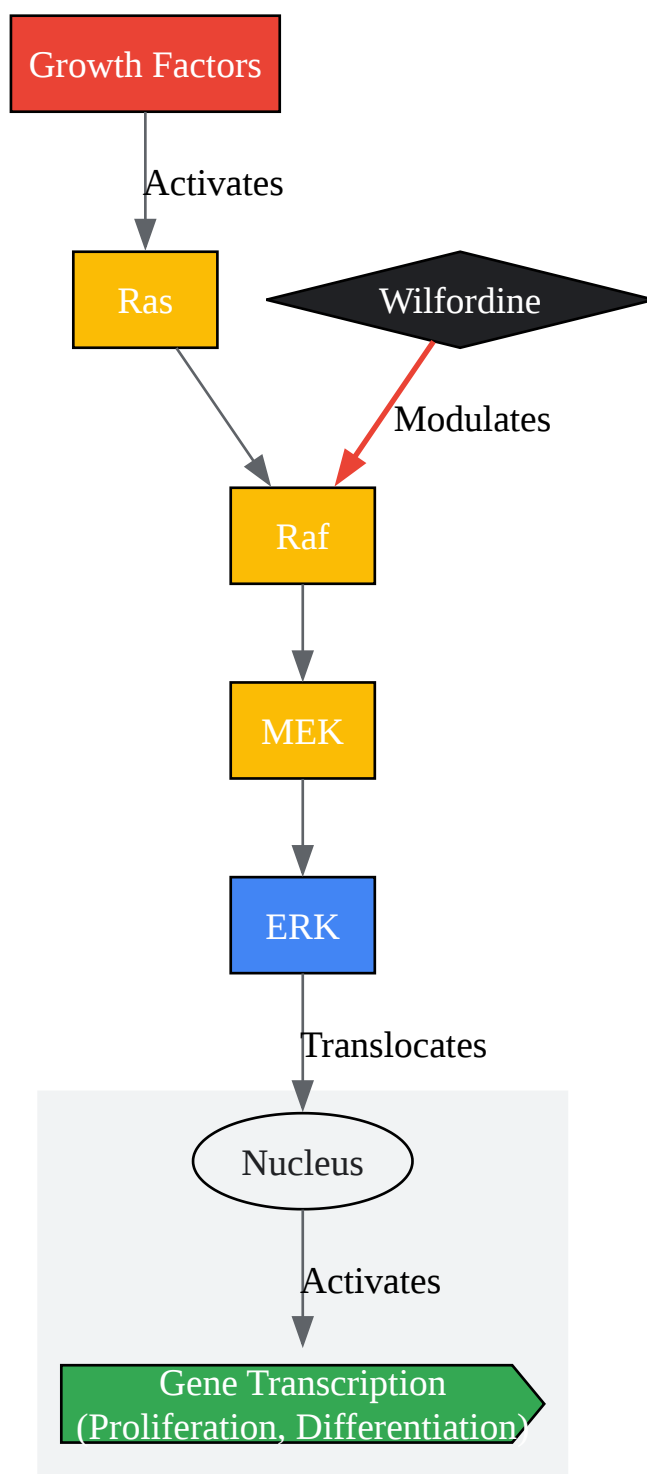 Growth Factors
Activates
Ras
Wilfordine
Modulates
Raf
MEK
ERK
Translocates
Nucleus
Activates
Gene Transcription
(Proliferation, Differentiation)